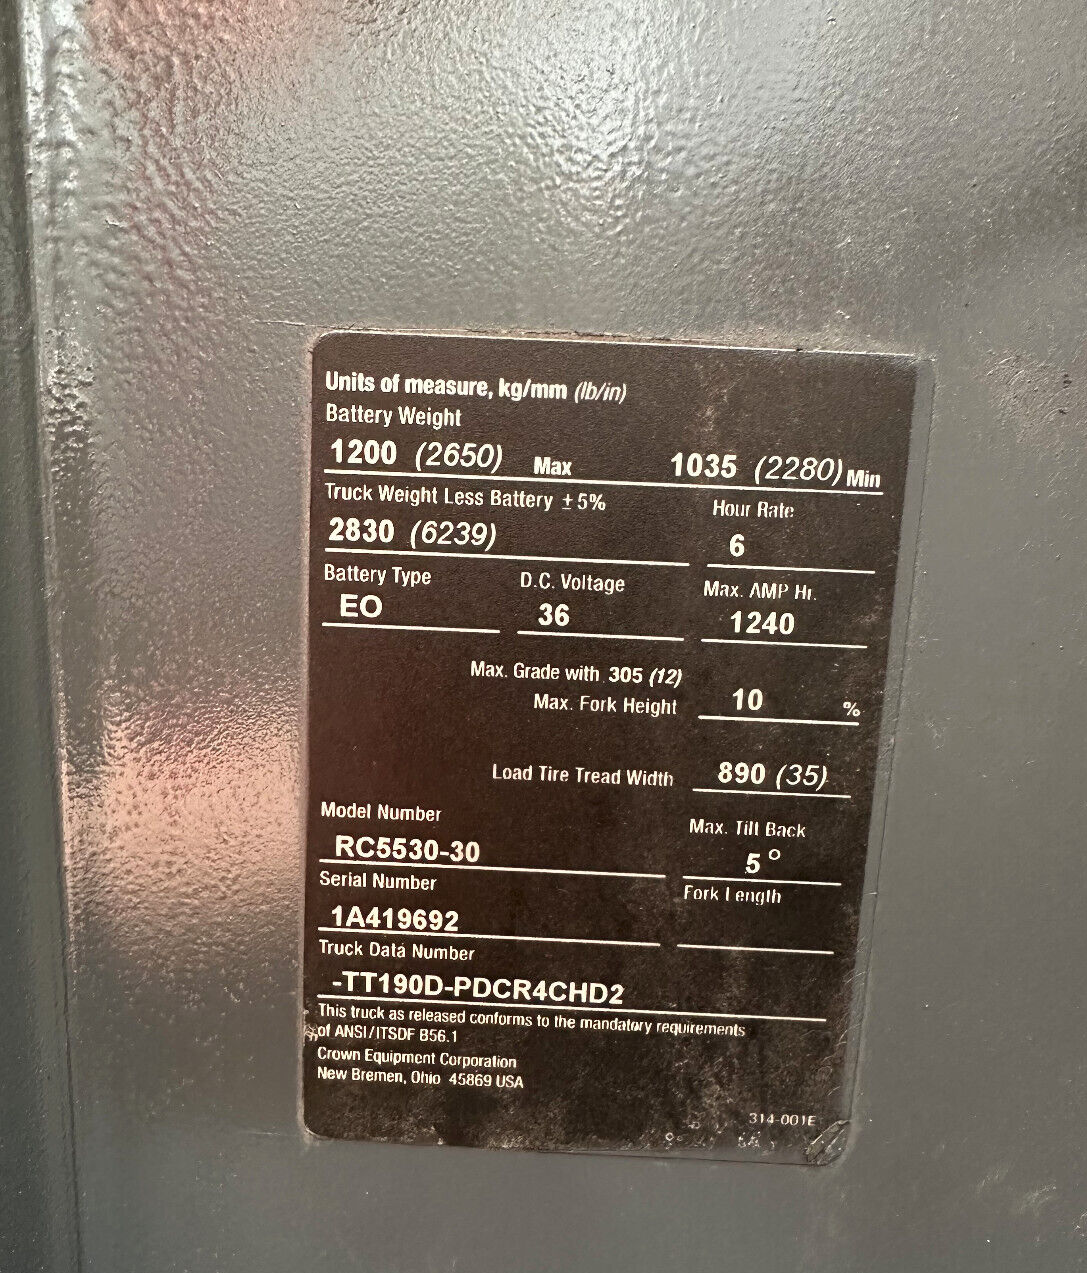 Units of measure, kg/mm (lb/in)
Battery Weight
1200 (2650) Max 1035 (2280) Min
Truck Weight Less Battery ±5% Hour Rate
2830 (6239) 6
Battery Type D.C. Voltage Max. AMP Hr.
EO 36 1240
Max. Grade with 305 (12)
Max. Fork Height 10 %
Load Tire Tread Width 890 (35)
Model Number Max. Tilt Back
RC5530-30 5°
Serial Number Fork Length
1A419692
Truck Data Number
-TT190D-PDCR4CHD2
This truck as released conforms to the mandatory requirements
of ANSI/ITSDF B56.1
Crown Equipment Corporation
New Bremen, Ohio 45869 USA
314-001E